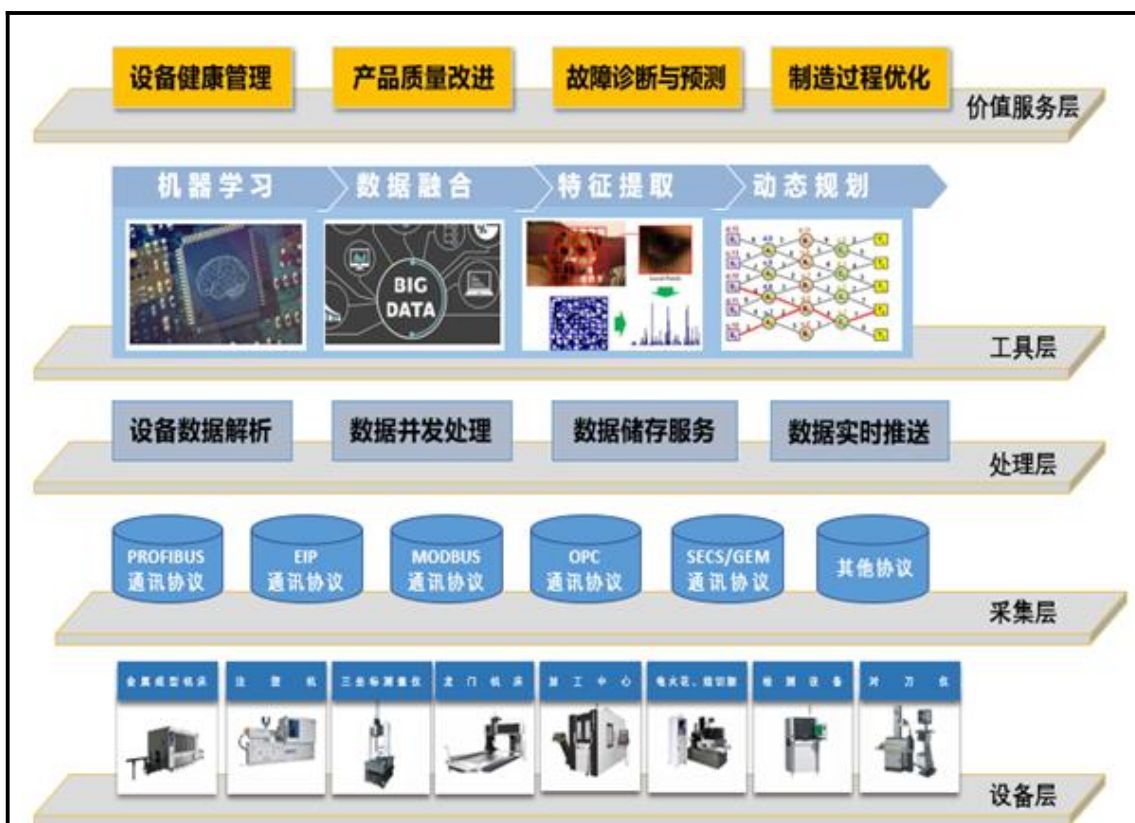 设备健康管理
产品质量改进
故障诊断与预测
制造过程优化
价值服务层
机器学习
数据融合
特征提取
动态规划
BIG
DATA
工具层
设备数据解析
数据并发处理
数据储存服务
数据实时推送
处理层
PROFIBUS
通讯协议
EIP
通讯协议
MODBUS
通讯协议
OPC
通讯协议
SECS/GEM
通讯协议
其他协议
采集层
金属成型机床
注塑机
三坐标测量仪
龙门机床
加工中心
电火花、线切割
检测设备
对刀仪
设备层